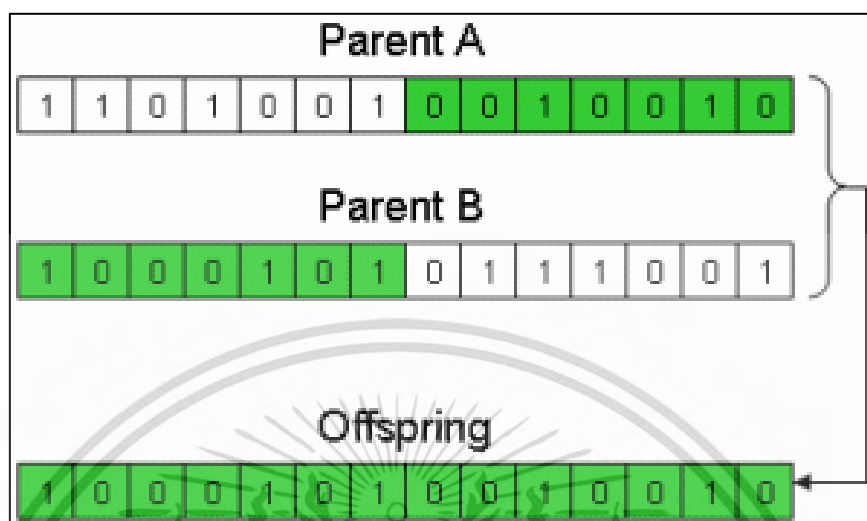 Parent A
1 1 0 1 0 0 1 0 0 1 0 0 1 0
Parent B
1 0 0 0 1 0 1 0 1 1 1 0 0 1
Offspring
1 0 0 0 1 0 1 0 0 1 0 0 1 0